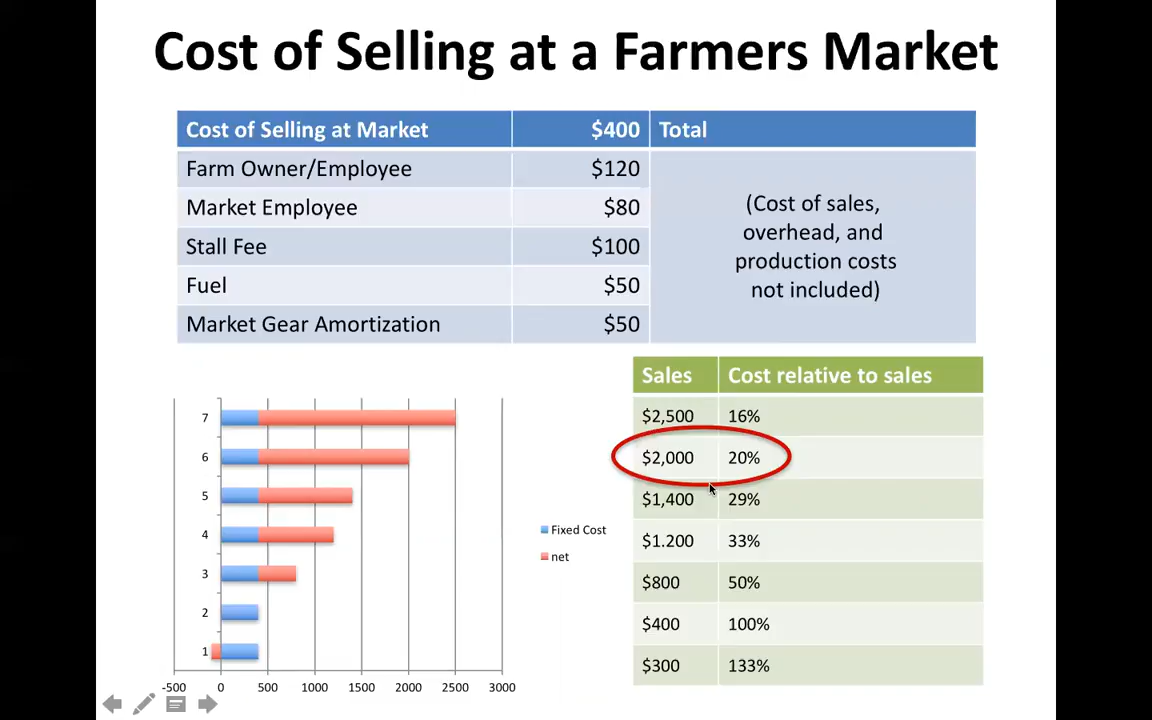 Cost of Selling at a Farmers Market
Cost of Selling at Market $400 Total
Farm Owner/Employee $120
Market Employee $80
Stall Fee $100
Fuel $50
Market Gear Amortization $50
(Cost of sales,
overhead, and
production costs
not included)
7
6
5
4
3
2
1
-500 0 500 1000 1500 2000 2500 3000
Fixed Cost
net
Sales Cost relative to sales
$2,500 16%
$2,000 20%
$1,400 29%
$1.200 33%
$800 50%
$400 100%
$300 133%